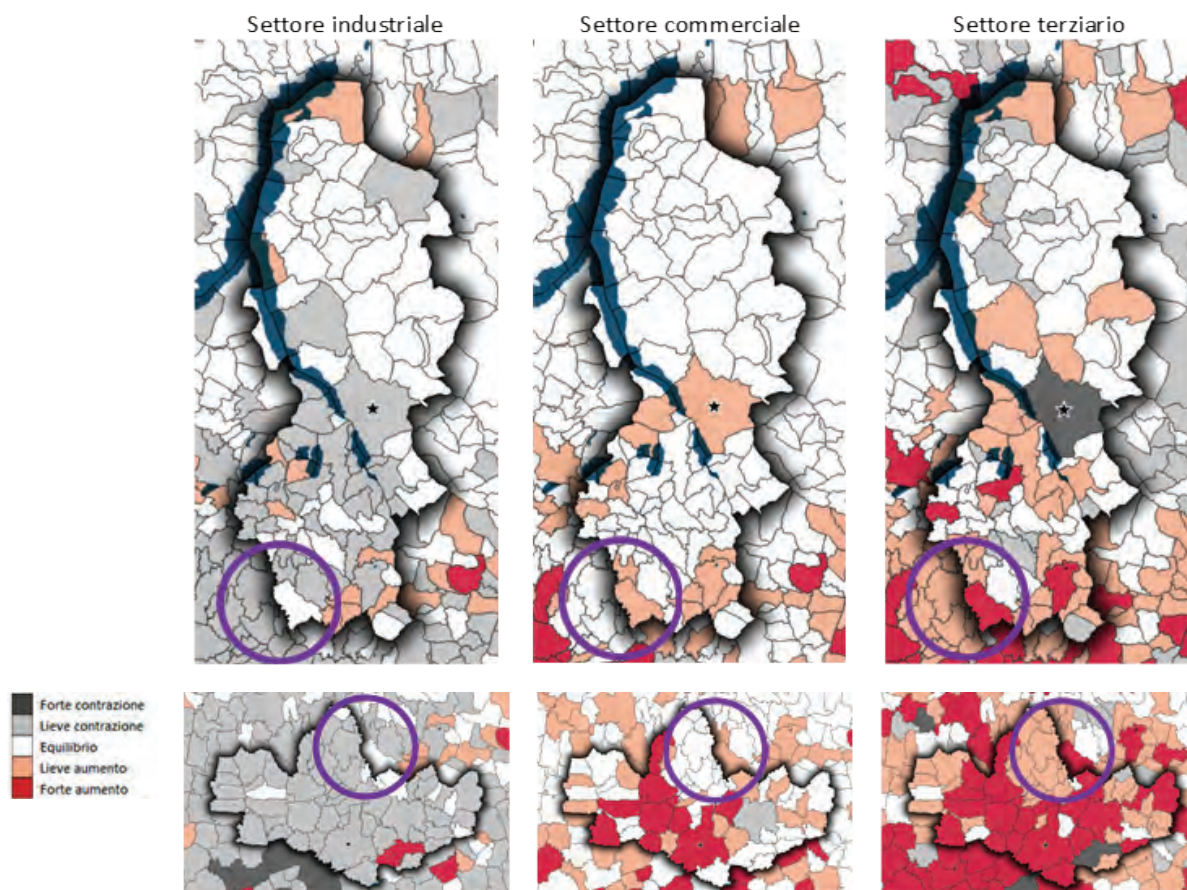 Settore industriale
Settore commerciale
Settore terziario
Forte contrazione
Lieve contrazione
Equilibrio
Lieve aumento
Forte aumento